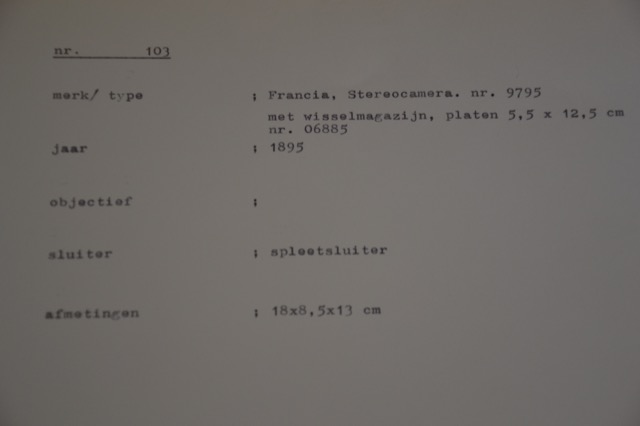 nr. 103
merk/ type ; Francia, Stereocamera. nr. 9795
met wisselmagazijn, platen 5,5 x 12,5 cm
nr. 06885
jaar ; 1895
objectief ;
sluiter ; spleetsluiter
afmetingen ; 18x8,5x13 cm